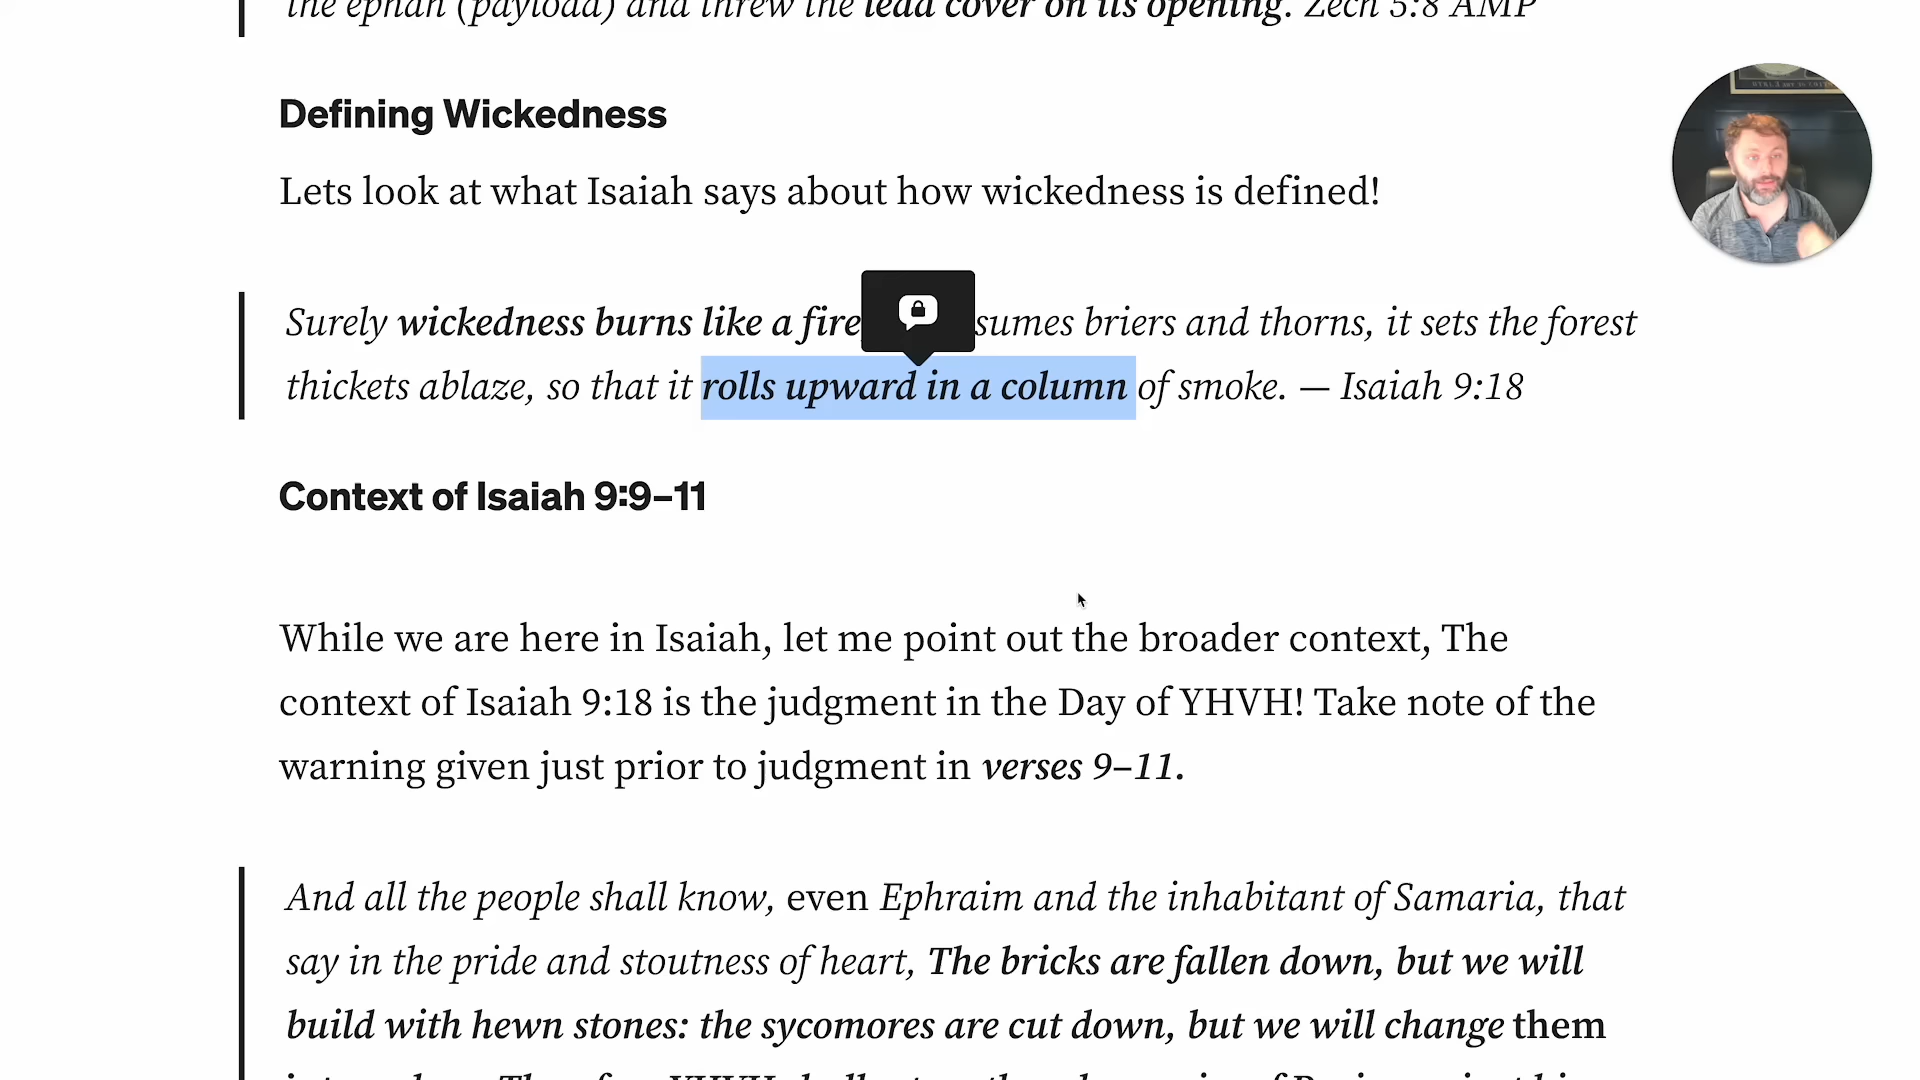 the ephah (payload) and threw the lead cover on its opening. Zech 5:8 AMP
Defining Wickedness
Lets look at what Isaiah says about how wickedness is defined!
Surely wickedness burns like a fire sumes briers and thorns, it sets the forest
thickets ablaze, so that it rolls upward in a column of smoke. — Isaiah 9:18
Context of Isaiah 9:9–11
While we are here in Isaiah, let me point out the broader context, The
context of Isaiah 9:18 is the judgment in the Day of YHVH! Take note of the
warning given just prior to judgment in verses 9–11.
And all the people shall know, even Ephraim and the inhabitant of Samaria, that
say in the pride and stoutness of heart, The bricks are fallen down, but we will
build with hewn stones: the sycomores are cut down, but we will change them